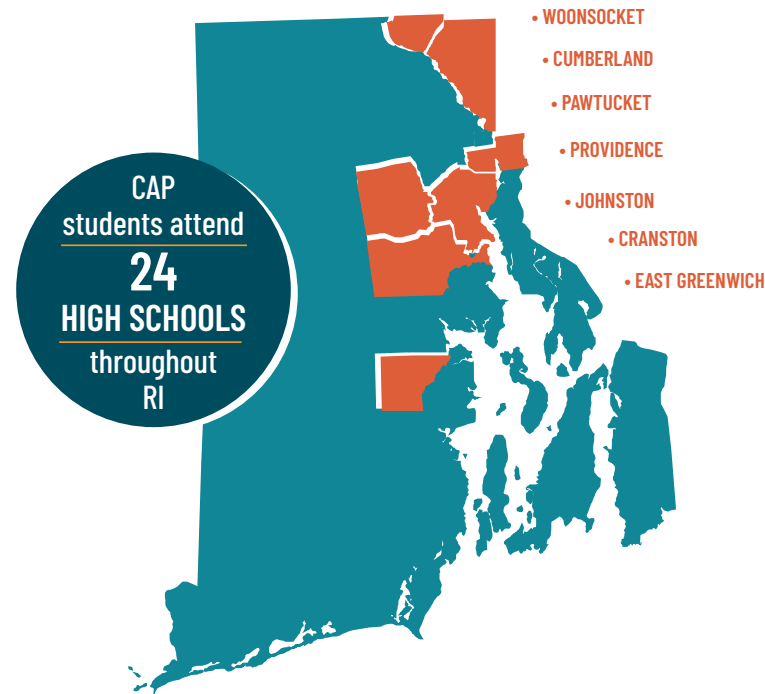 • WOONSOCKET
• CUMBERLAND
• PAWTUCKET
• PROVIDENCE
• JOHNSTON
• CRANSTON
• EAST GREENWICH
CAP
students attend
24
HIGH SCHOOLS
throughout
RI